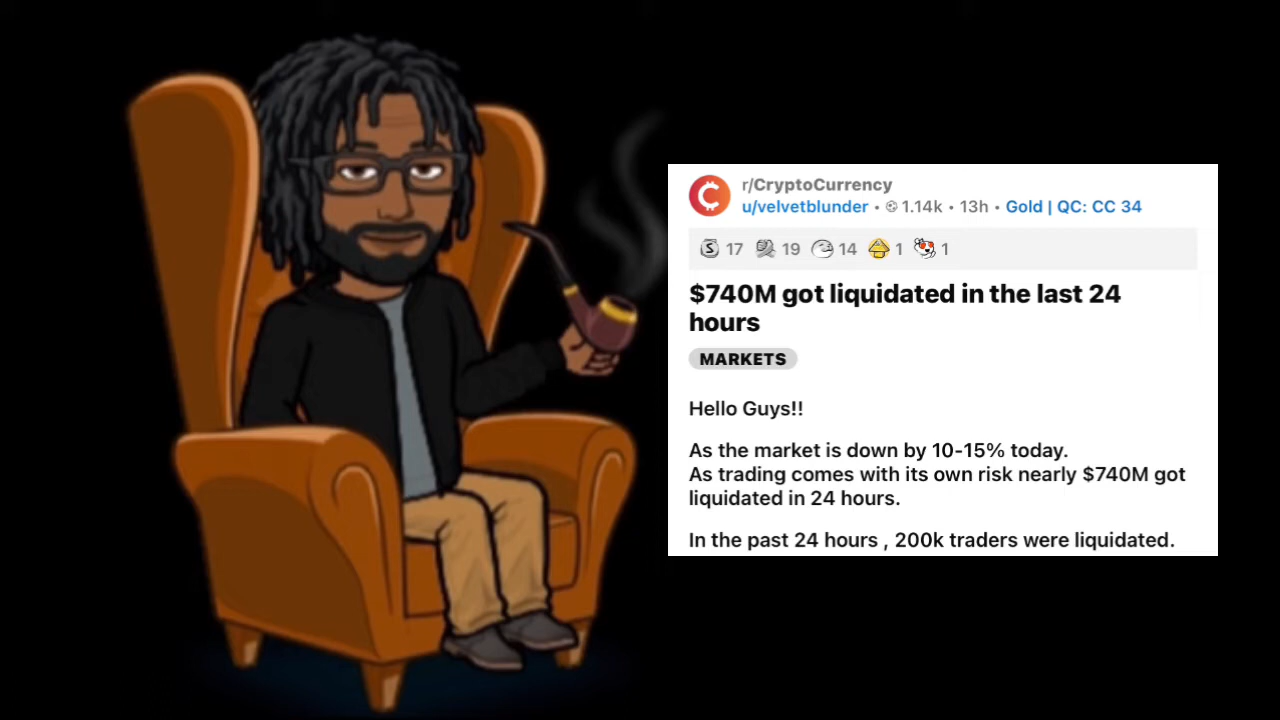 r/CryptoCurrency
u/velvetblunder • 1.14k • 13h • Gold | QC: CC 34
17 19 14 1 1
$740M got liquidated in the last 24
hours
MARKETS
Hello Guys!!
As the market is down by 10-15% today.
As trading comes with its own risk nearly $740M got
liquidated in 24 hours.
In the past 24 hours , 200k traders were liquidated.